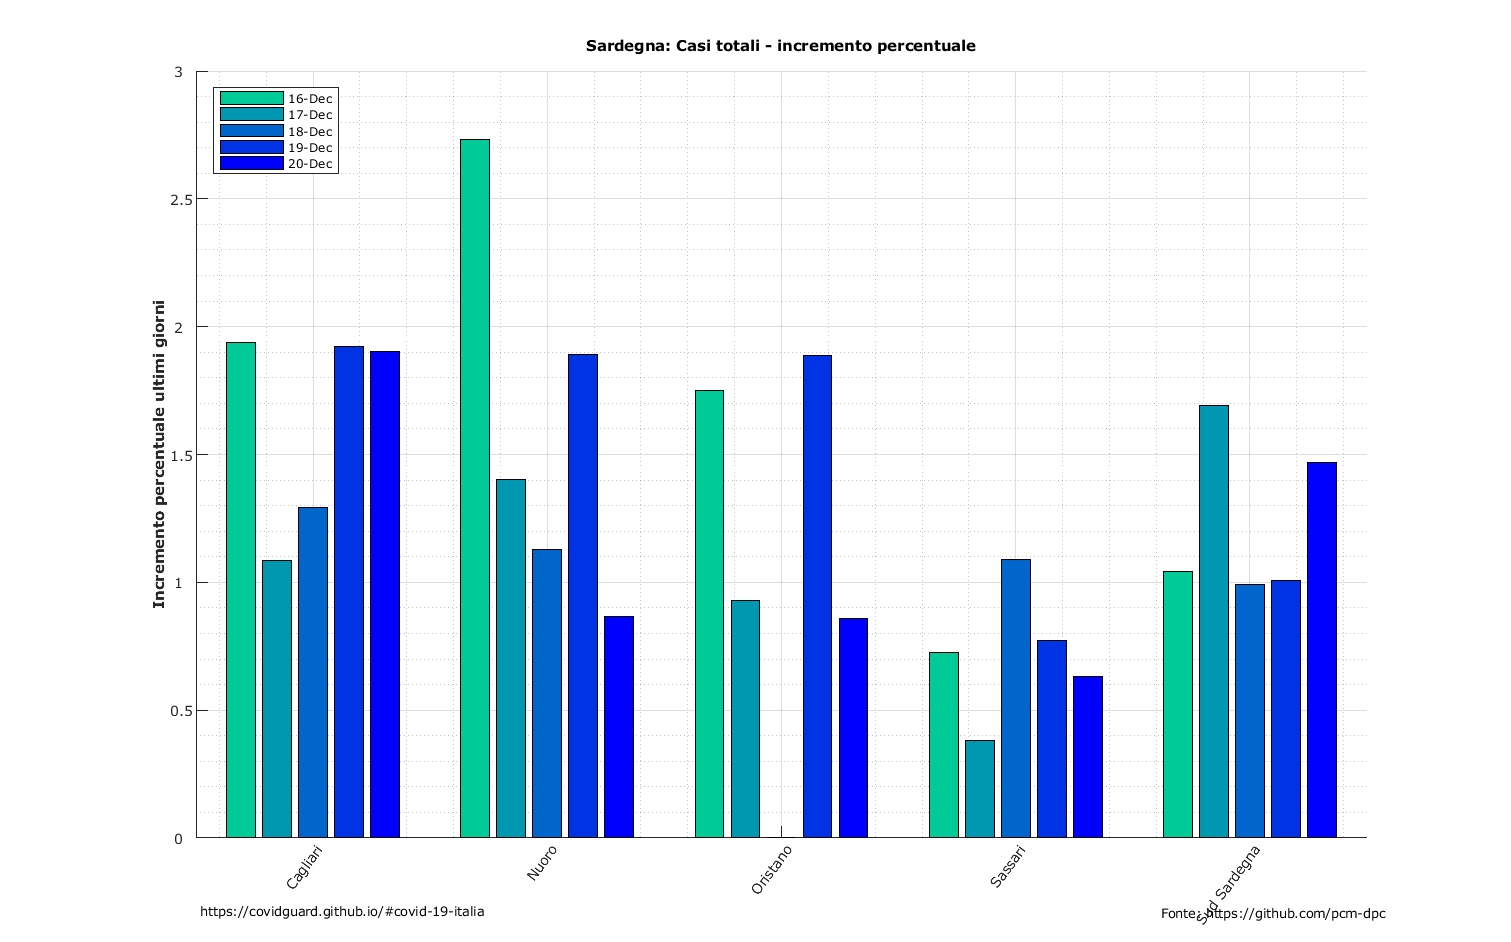 Sardegna: Casi totali - incremento percentuale
16-Dec
17-Dec
18-Dec
19-Dec
20-Dec
Incremento percentuale ultimi giorni
3
2.5
2
1.5
1
0.5
0
Cagliari
Nuoro
Oristano
Sassari
Sud Sardegna
https://covidguard.github.io/#covid-19-italia
Fonte: https://github.com/pcm-dpc